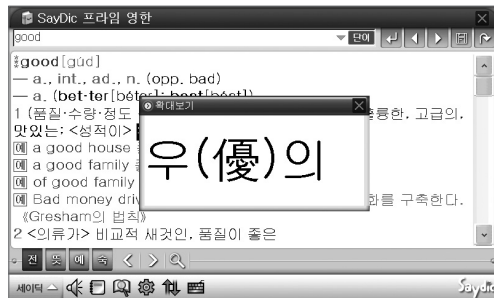 SayDic 프라임 영한
good 단어
good [gúd]
— a., int., ad., n. (opp. bad)
— a. (bet·ter[bétər]; best[bést])
확대보기
1 (품질·수량·정도 훌륭한, 고급의,
맛있는; <성적이>
우(優)의
예 a good house
예 a good family
예 of good family
예 Bad money driv 화를 구축한다.
《Gresham의 법칙》
2 <의류가> 비교적 새것인, 품질이 좋은
전 뜻 예 숙
세이딕 Saydic